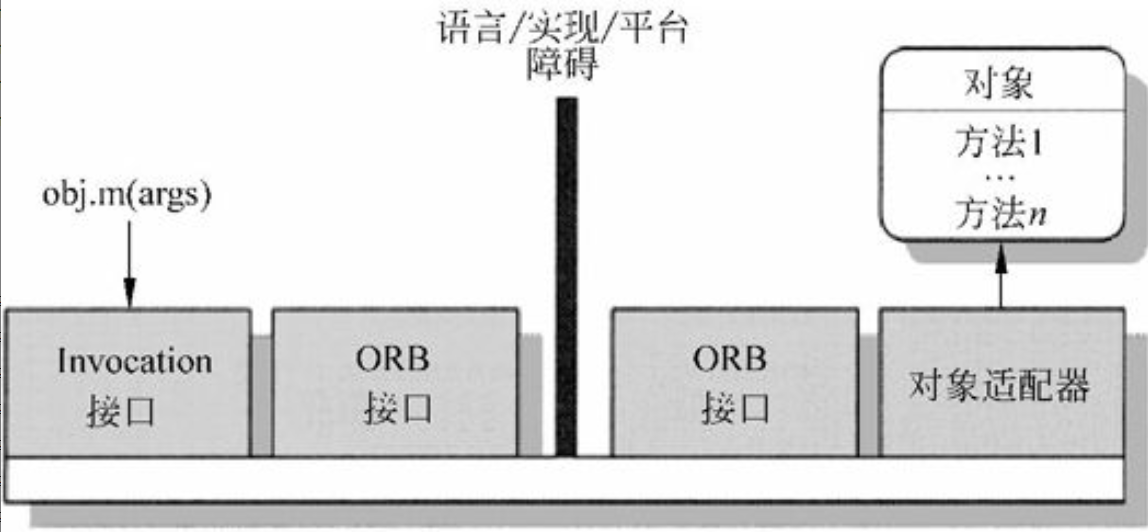 语言/实现/平台
障碍
对象
方法1
…
方法n
obj.m(args)
Invocation
接口
ORB
接口
ORB
接口
对象适配器